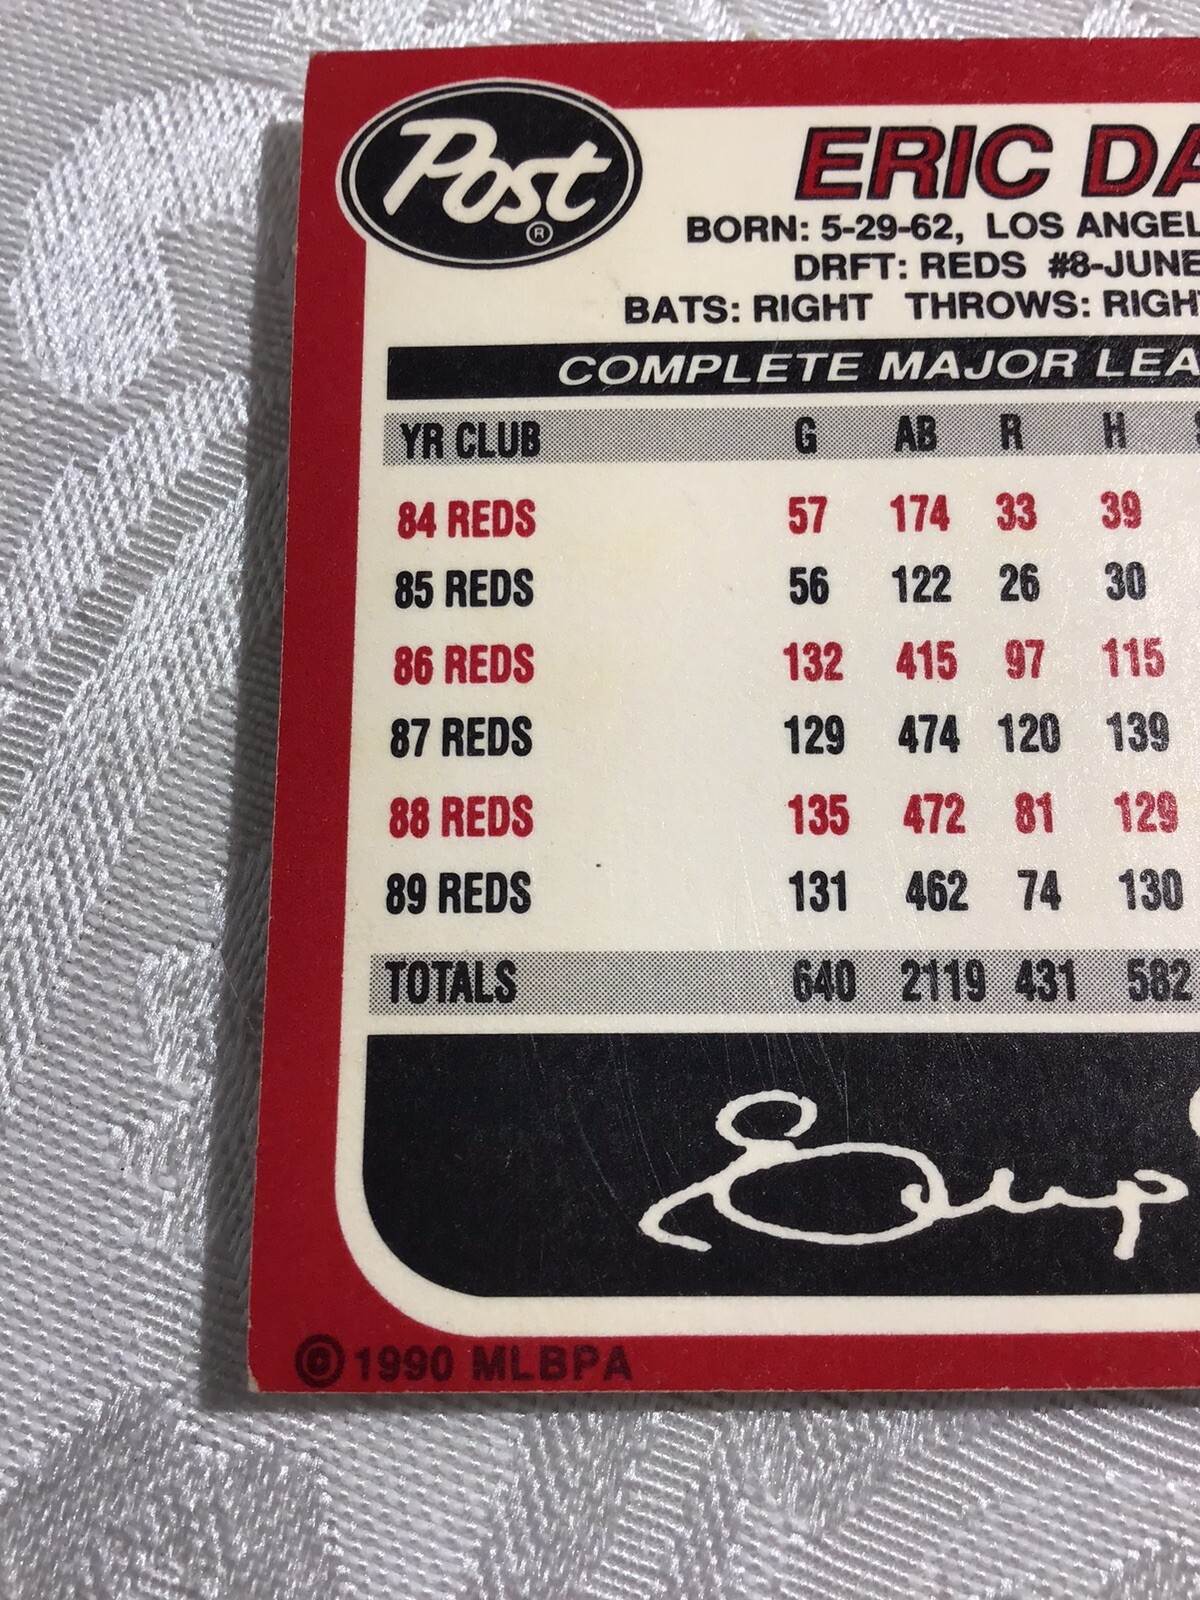 Post ®
ERIC DA
BORN: 5-29-62, LOS ANGEL
DRFT: REDS #8-JUNE
BATS: RIGHT THROWS: RIGHT
COMPLETE MAJOR LEA
YR CLUB G AB R H
84 REDS 57 174 33 39
85 REDS 56 122 26 30
86 REDS 132 415 97 115
87 REDS 129 474 120 139
88 REDS 135 472 81 129
89 REDS 131 462 74 130
TOTALS 640 2119 431 582
© 1990 MLBPA